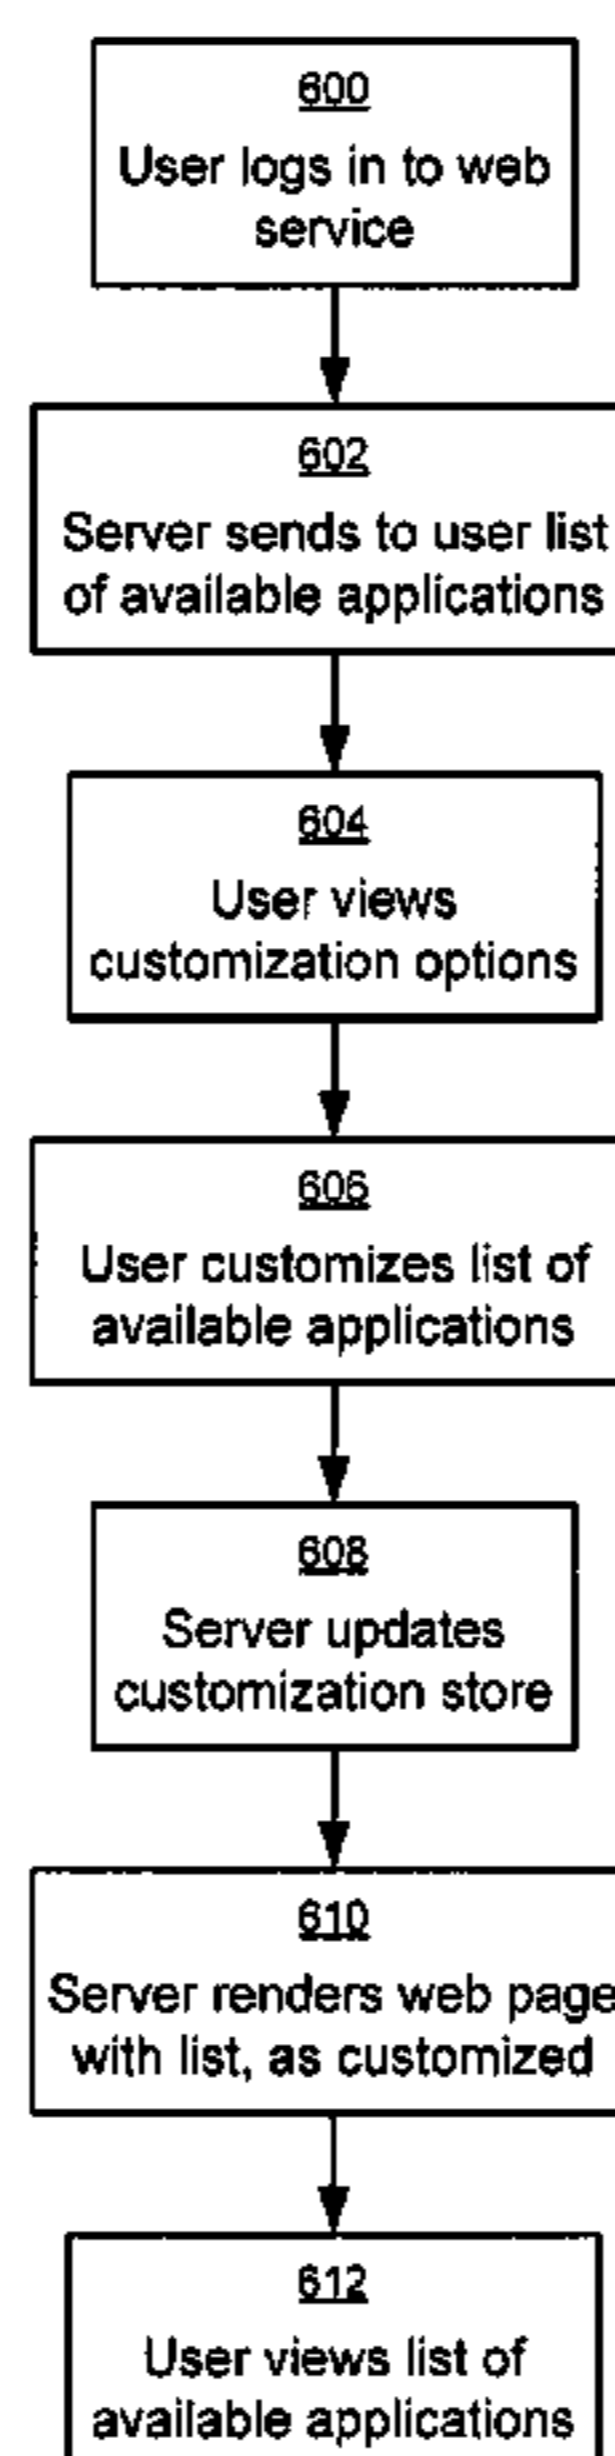 600
User logs in to web
service
602
Server sends to user list
of available applications
604
User views
customization options
606
User customizes list of
available applications
608
Server updates
customization store
610
Server renders web page
with list, as customized
612
User views list of
available applications